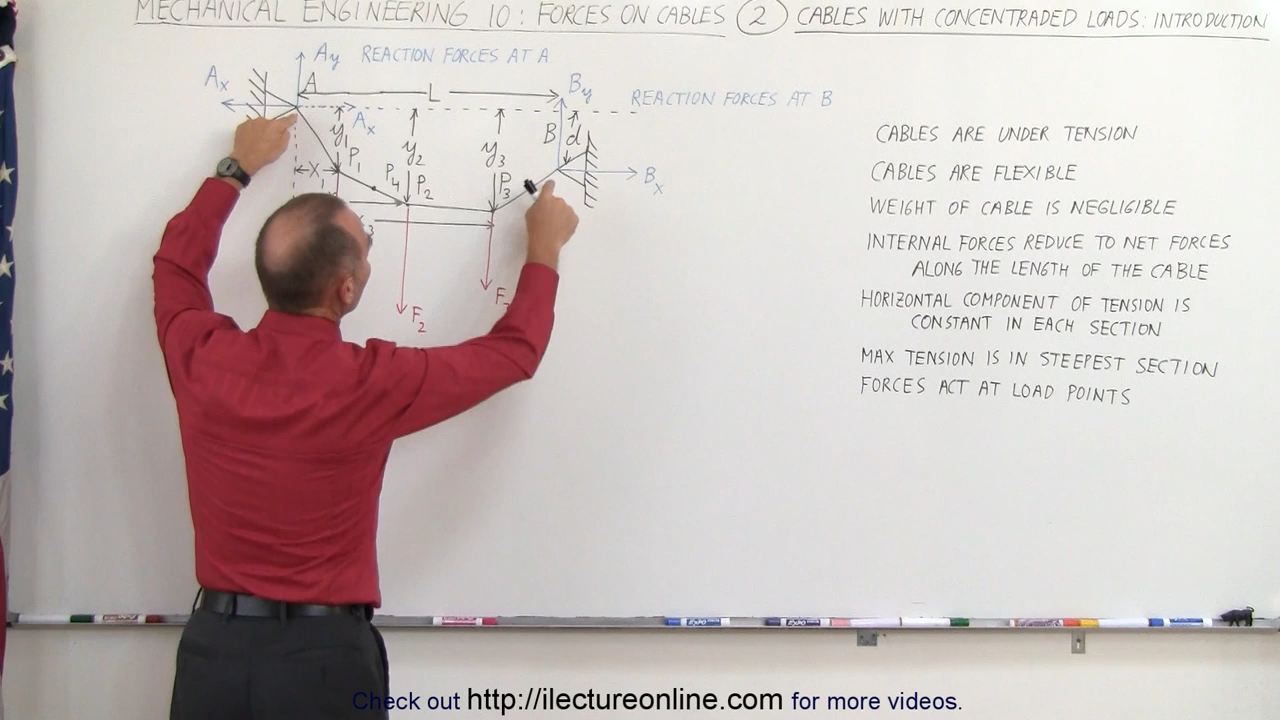 MECHANICAL ENGINEERING 10: FORCES ON CABLES 2 CABLES WITH CONCENTRADED LOADS: INTRODUCTION
Ay REACTION FORCES AT A
Ax A L By REACTION FORCES AT B
Ax
y1 y2 y3 B d
P1 P4 P2 P3 Bx
X1
3
F2 F
CABLES ARE UNDER TENSION
CABLES ARE FLEXIBLE
WEIGHT OF CABLE IS NEGLIGIBLE
INTERNAL FORCES REDUCE TO NET FORCES
ALONG THE LENGTH OF THE CABLE
HORIZONTAL COMPONENT OF TENSION IS
CONSTANT IN EACH SECTION
MAX TENSION IS IN STEEPEST SECTION
FORCES ACT AT LOAD POINTS
Check out http://ilectureonline.com for more videos.